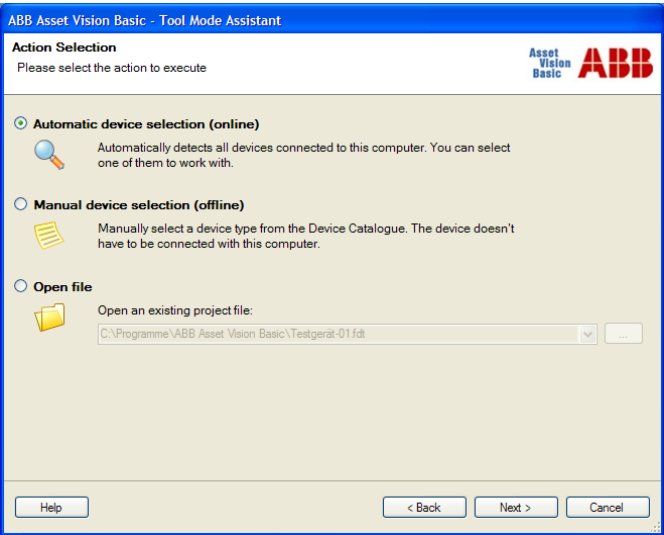 ABB Asset Vision Basic - Tool Mode Assistant
Action Selection
Please select the action to execute
Asset
Vision
Basic
ABB
Automatic device selection (online)
Automatically detects all devices connected to this computer. You can select
one of them to work with.
Manual device selection (offline)
Manually select a device type from the Device Catalogue. The device doesn't
have to be connected with this computer.
Open file
Open an existing project file:
C:\Programme\ABB Asset Vision Basic\Testgerät-01.fdt
...
Help
< Back
Next >
Cancel